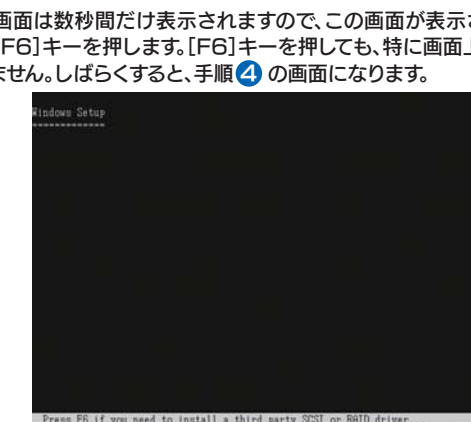 画面は数秒間だけ表示されますので、この画面が表示さ
[F6]キーを押します。[F6]キーを押しても、特に画面上
ません。しばらくすると、手順4 の画面になります。
Windows Setup
=============
Press F6 if you need to install a third party SCSI or RAID driver...